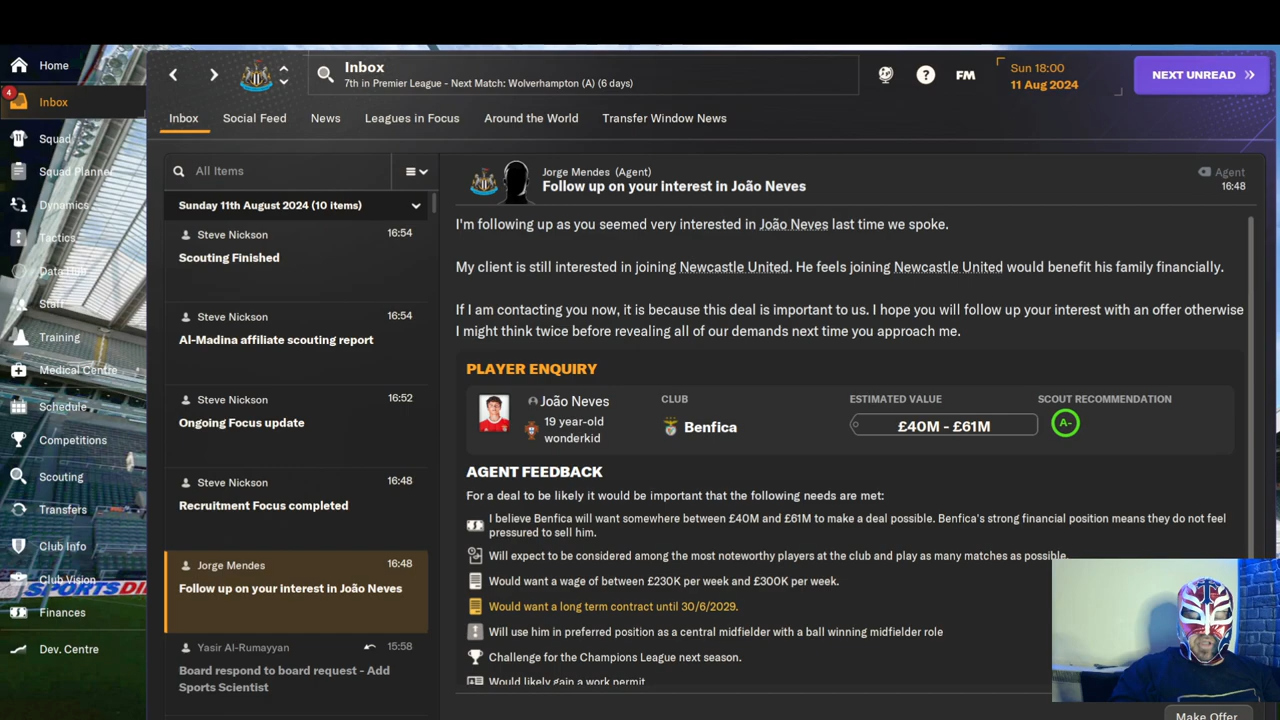 Home
Inbox
7th in Premier League - Next Match: Wolverhampton (A) (6 days)
FM
Sun 18:00
11 Aug 2024
NEXT UNREAD
4
Inbox
Squad
Squad Planner
Dynamics
Tactics
Data Hub
Staff
Training
Medical Centre
Schedule
Competitions
Scouting
Transfers
Club Info
Club Vision
SPORTSDIR
Finances
Dev. Centre
Inbox
Social Feed
News
Leagues in Focus
Around the World
Transfer Window News
All Items
Sunday 11th August 2024 (10 items)
Steve Nickson 16:54
Scouting Finished
Steve Nickson 16:54
Al-Madina affiliate scouting report
Steve Nickson 16:52
Ongoing Focus update
Steve Nickson 16:48
Recruitment Focus completed
Jorge Mendes 16:48
Follow up on your interest in João Neves
Yasir Al-Rumayyan 15:58
Board respond to board request - Add
Sports Scientist
Jorge Mendes (Agent)
Follow up on your interest in João Neves
Agent
16:48
I'm following up as you seemed very interested in João Neves last time we spoke.
My client is still interested in joining Newcastle United. He feels joining Newcastle United would benefit his family financially.
If I am contacting you now, it is because this deal is important to us. I hope you will follow up your interest with an offer otherwise
I might think twice before revealing all of our demands next time you approach me.
PLAYER ENQUIRY
João Neves
19 year-old
wonderkid
CLUB
Benfica
ESTIMATED VALUE
£40M - £61M
SCOUT RECOMMENDATION
A-
AGENT FEEDBACK
For a deal to be likely it would be important that the following needs are met:
I believe Benfica will want somewhere between £40M and £61M to make a deal possible. Benfica's strong financial position means they do not feel
pressured to sell him.
Will expect to be considered among the most noteworthy players at the club and play as many matches as possible.
Would want a wage of between £230K per week and £300K per week.
Would want a long term contract until 30/6/2029.
Will use him in preferred position as a central midfielder with a ball winning midfielder role
Challenge for the Champions League next season.
Would likely gain a work permit
Make Offer